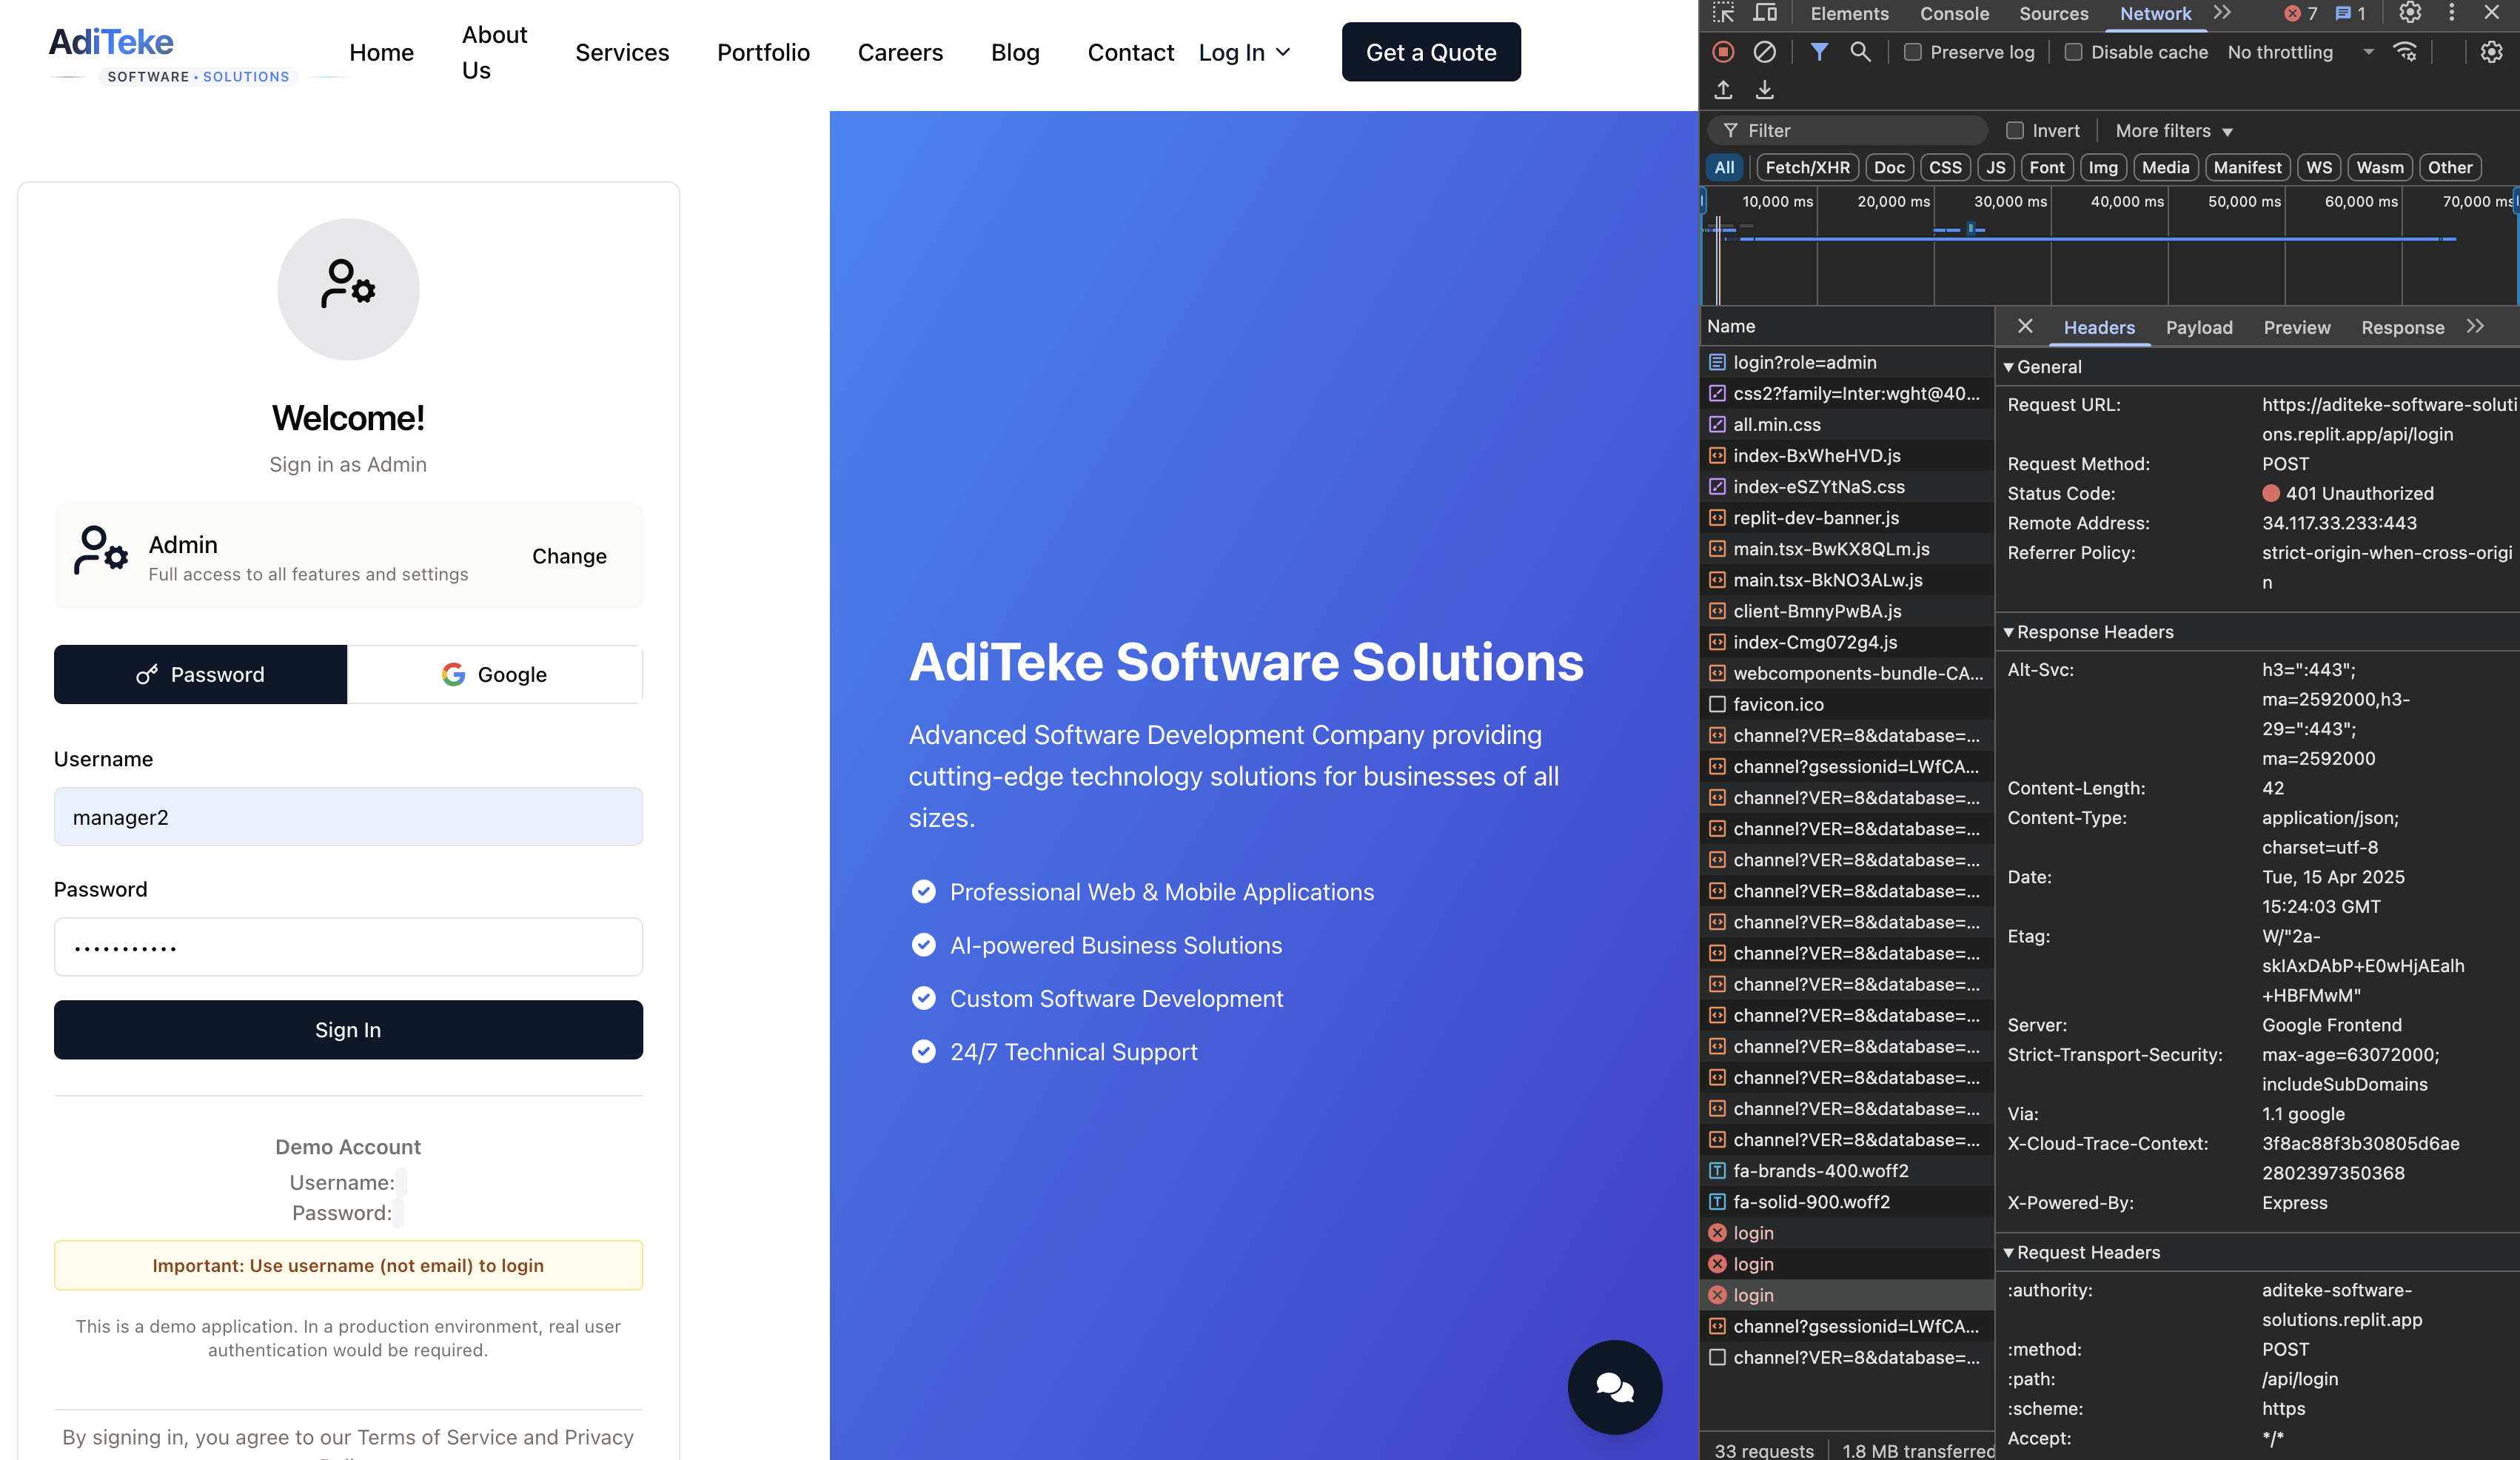 AdiTeke
SOFTWARE • SOLUTIONS
Home
About Us
Services
Portfolio
Careers
Blog
Contact
Log In
Get a Quote
Welcome!
Sign in as Admin
Admin
Full access to all features and settings
Change
Password
Google
Username
manager2
Password
Sign In
Demo Account
Username:
Password:
Important: Use username (not email) to login
This is a demo application. In a production environment, real user
authentication would be required.
By signing in, you agree to our Terms of Service and Privacy
AdiTeke Software Solutions
Advanced Software Development Company providing
cutting-edge technology solutions for businesses of all
sizes.
Professional Web & Mobile Applications
AI-powered Business Solutions
Custom Software Development
24/7 Technical Support
Elements
Console
Sources
Network
7
1
Preserve log
Disable cache
No throttling
Filter
Invert
More filters
All
Fetch/XHR
Doc
CSS
JS
Font
Img
Media
Manifest
WS
Wasm
Other
10,000 ms
20,000 ms
30,000 ms
40,000 ms
50,000 ms
60,000 ms
70,000 ms
Name
login?role=admin
css2?family=Inter:wght@40...
all.min.css
index-BxWheHVD.js
index-eSZYtNaS.css
replit-dev-banner.js
main.tsx-BwKX8QLm.js
main.tsx-BkNO3ALw.js
client-BmnyPwBA.js
index-Cmg072g4.js
webcomponents-bundle-CA...
favicon.ico
channel?VER=8&database=...
channel?gsessionid=LWfCA...
channel?VER=8&database=...
channel?VER=8&database=...
channel?VER=8&database=...
channel?VER=8&database=...
channel?VER=8&database=...
channel?VER=8&database=...
channel?VER=8&database=...
channel?VER=8&database=...
channel?VER=8&database=...
channel?VER=8&database=...
channel?VER=8&database=...
channel?VER=8&database=...
fa-brands-400.woff2
fa-solid-900.woff2
login
login
login
channel?gsessionid=LWfCA...
channel?VER=8&database=...
33 requests
1.8 MB transferred
Headers
Payload
Preview
Response
General
Request URL:
https://aditeke-software-soluti
ons.replit.app/api/login
Request Method:
POST
Status Code:
401 Unauthorized
Remote Address:
34.117.33.233:443
Referrer Policy:
strict-origin-when-cross-origi
n
Response Headers
Alt-Svc:
h3=":443";
ma=2592000,h3-
29=":443";
ma=2592000
Content-Length:
42
Content-Type:
application/json;
charset=utf-8
Date:
Tue, 15 Apr 2025
15:24:03 GMT
Etag:
W/"2a-
skIAxDAbP+E0wHjAEalh
+HBFMwM"
Server:
Google Frontend
Strict-Transport-Security:
max-age=63072000;
includeSubDomains
Via:
1.1 google
X-Cloud-Trace-Context:
3f8ac88f3b30805d6ae
2802397350368
X-Powered-By:
Express
Request Headers
:authority:
aditeke-software-
solutions.replit.app
:method:
POST
:path:
/api/login
:scheme:
https
Accept:
*/*